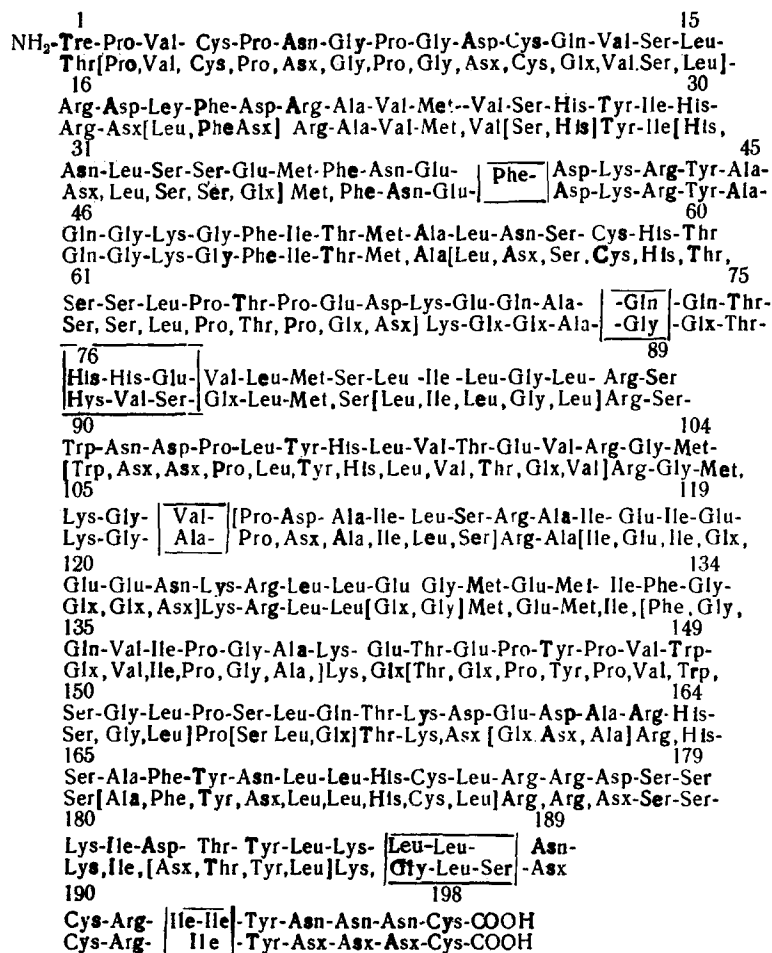 1 15
NH₂-Tre-Pro-Val- Cys-Pro-Asn-Gly-Pro-Gly-Asp-Cys-Gln-Val-Ser-Leu-
Thr[Pro,Val, Cys,Pro,Asx,Gly,Pro,Gly,Asx,Cys,Glx,Val.Ser,Leu]-
16 30
Arg-Asp-Ley-Phe-Asp-Arg-Ala-Val-Met--Val-Ser-His-Tyr-Ile-His-
Arg-Asx[Leu,PheAsx] Arg-Ala-Val-Met,Val[Ser,His]Tyr-Ile[His,
31 45
Asn-Leu-Ser-Ser-Glu-Met-Phe-Asn-Glu- Phe- Asp-Lys-Arg-Tyr-Ala-
Asx, Leu, Ser, Ser, Glx] Met, Phe-Asn-Glu- Asp-Lys-Arg-Tyr-Ala-
46 60
Gln-Gly-Lys-Gly-Phe-Ile-Thr-Met-Ala-Leu-Asn-Ser- Cys-His-Thr
Gln-Gly-Lys-Gly-Phe-Ile-Thr-Met,Ala[Leu,Asx,Ser,Cys,His,Thr,
61 75
Ser-Ser-Leu-Pro-Thr-Pro-Glu-Asp-Lys-Glu-Gln-Ala- -Gln -Gln-Thr-
Ser, Ser, Leu, Pro, Thr, Pro, Glx, Asx] Lys-Glx-Glx-Ala- -Gly -Glx-Thr-
76 89
His-His-Glu- Val-Leu-Met-Ser-Leu -Ile -Leu-Gly-Leu- Arg-Ser
Hys-Val-Ser- Glx-Leu-Met,Ser[Leu,Ile,Leu,Gly,Leu]Arg-Ser-
90 104
Trp-Asn-Asp-Pro-Leu-Tyr-His-Leu-Val-Thr-Glu-Val-Arg-Gly-Met-
[Trp,Asx,Asx,Pro,Leu,Tyr,His,Leu,Val,Thr,Glx,Val]Arg-Gly-Met,
105 119
Lys-Gly- Val- [Pro-Asp- Ala-Ile- Leu-Ser-Arg-Ala-Ile- Glu-Ile-Glu-
Lys-Gly- Ala- Pro,Asx,Ala,Ile,Leu,Ser]Arg-Ala[Ile,Glu,Ile,Glx,
120 134
Glu-Glu-Asn-Lys-Arg-Leu-Leu-Glu Gly-Met-Glu-Met- Ile-Phe-Gly-
Glx,Glx,Asx]Lys-Arg-Leu-Leu[Glx,Gly]Met,Glu-Met,Ile,[Phe,Gly,
135 149
Gln-Val-Ile-Pro-Gly-Ala-Lys- Glu-Thr-Glu-Pro-Tyr-Pro-Val-Trp-
Glx,Val,Ile,Pro,Gly,Ala,]Lys,Glx[Thr,Glx,Pro,Tyr,Pro,Val,Trp,
150 164
Ser-Gly-Leu-Pro-Ser-Leu-Gln-Thr-Lys-Asp-Glu-Asp-Ala-Arg-His-
Ser, Gly,Leu]Pro[Ser Leu,Glx]Thr-Lys,Asx [Glx.Asx,Ala]Arg,His-
165 179
Ser-Ala-Phe-Tyr-Asn-Leu-Leu-His-Cys-Leu-Arg-Arg-Asp-Ser-Ser
Ser[Ala,Phe,Tyr,Asx,Leu,Leu,His,Cys,Leu]Arg,Arg,Asx-Ser-Ser-
180 189
Lys-Ile-Asp- Thr- Tyr-Leu-Lys- Leu-Leu- Asn-
Lys,Ile,[Asx,Thr,Tyr,Leu]Lys, Gly-Leu-Ser -Asx
190 198
Cys-Arg- Ile-Ile -Tyr-Asn-Asn-Asn-Cys-COOH
Cys-Arg- Ile -Tyr-Asx-Asx-Asx-Cys-COOH